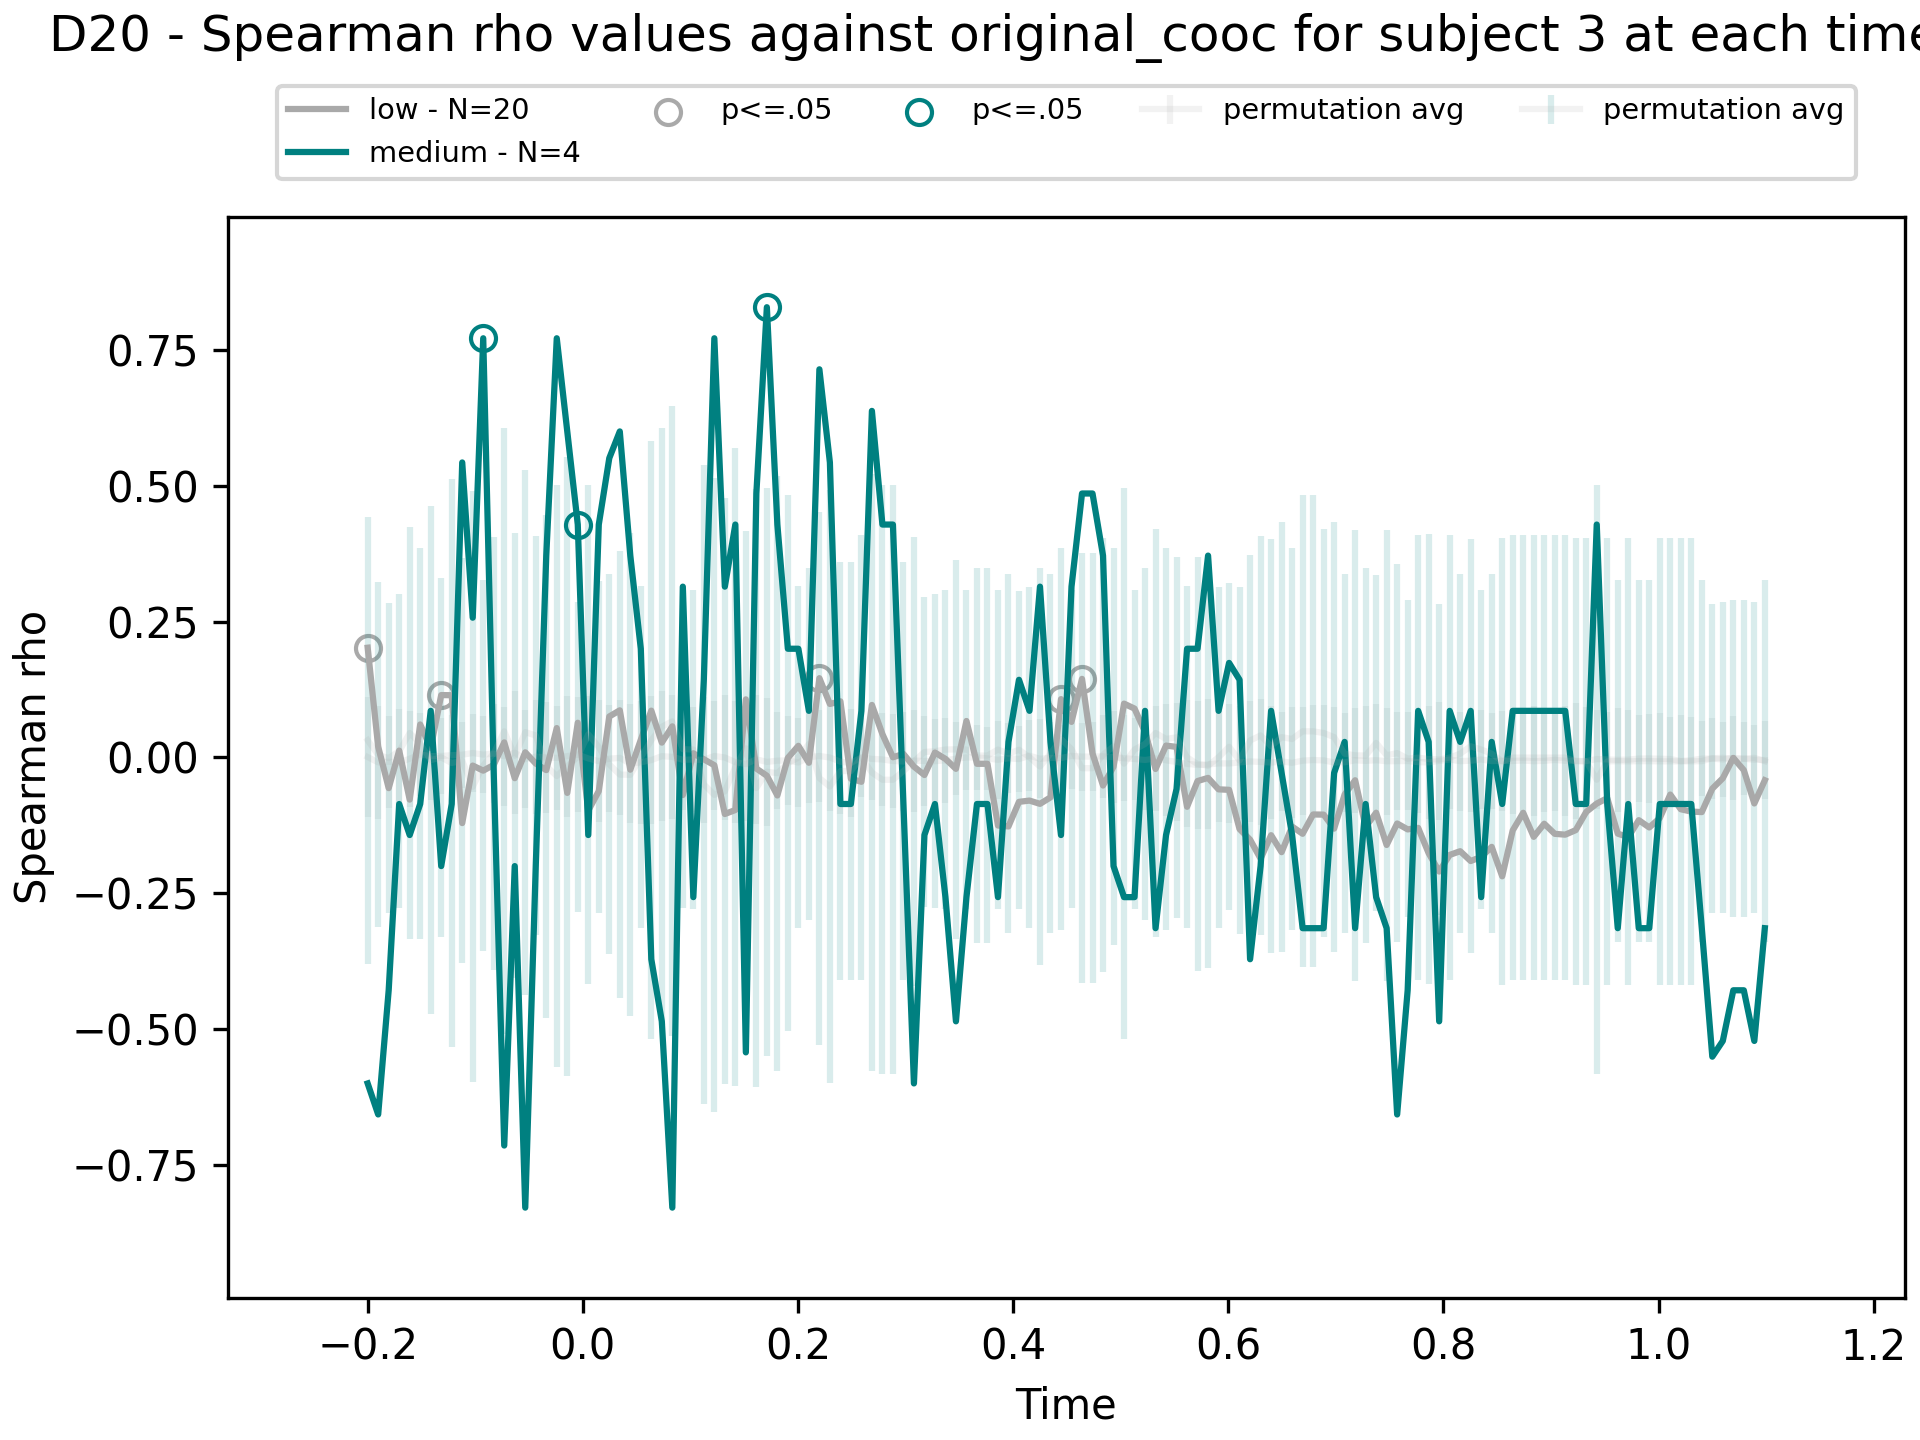 D20 - Spearman rho values against original_cooc for subject 3 at each time
low - N=20
medium - N=4
p<=.05
p<=.05
permutation avg
permutation avg
Spearman rho
0.75
0.50
0.25
0.00
−0.25
−0.50
−0.75
−0.2 0.0 0.2 0.4 0.6 0.8 1.0 1.2
Time